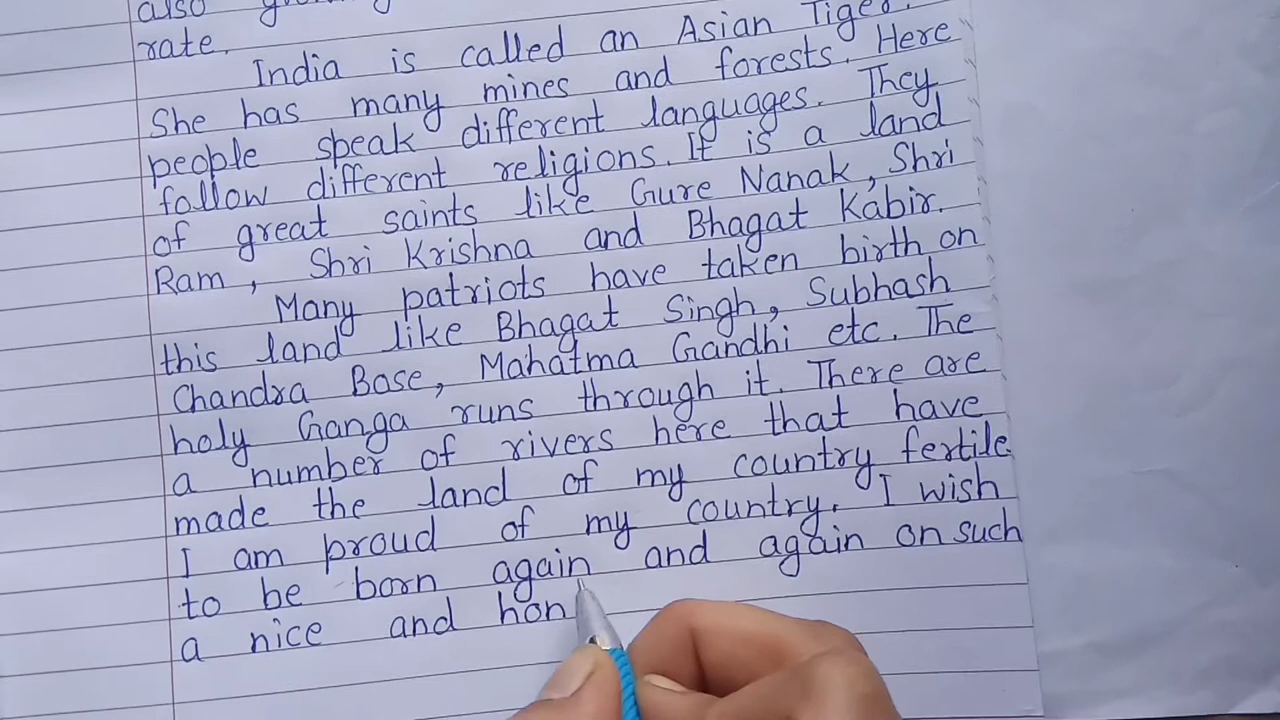 also
rate.
India is called an Asian Tiger.
She has many mines and forests. Here
people speak different languages. They
follow different religions. It is a land
of great saints like Gure Nanak, Shri
Ram, Shri Krishna and Bhagat Kabir.
Many patriots have taken birth on
this land like Bhagat Singh, Subhash
Chandra Bose, Mahatma Gandhi etc. The
holy Ganga runs through it. There are
a number of rivers here that have
made the land of my country fertile.
I am proud of my country. I wish
to be born again and again on such
a nice and hon